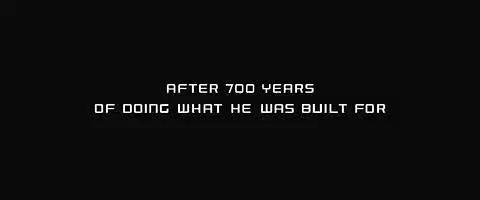 AFTER 700 YEARS
OF DOING WHAT HE WAS BUILT FOR